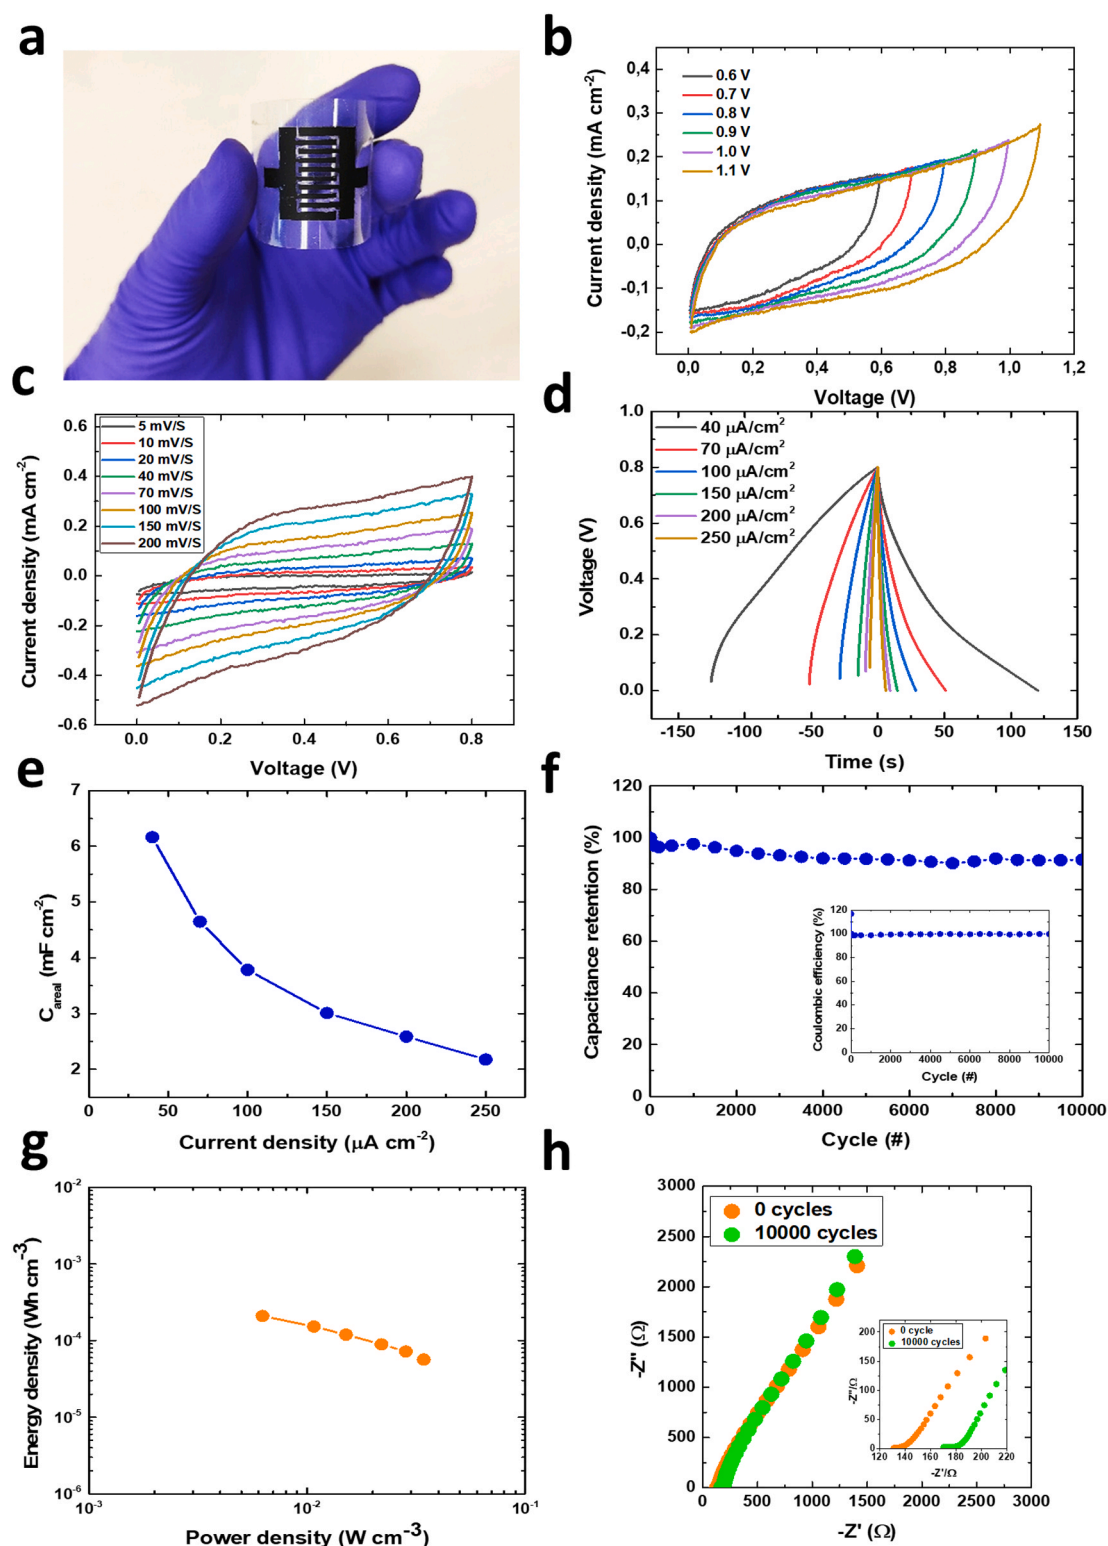 a
b
Current density (mA cm-2)
0,4
0,3
0,2
0,1
0,0
-0,1
-0,2
0.6 V
0.7 V
0.8 V
0.9 V
1.0 V
1.1 V
0,0 0,2 0,4 0,6 0,8 1,0 1,2
Voltage (V)
c
Current density (mA cm-2)
0.6
0.4
0.2
0.0
-0.2
-0.4
-0.6
5 mV/S
10 mV/S
20 mV/S
40 mV/S
70 mV/S
100 mV/S
150 mV/S
200 mV/S
0.0 0.2 0.4 0.6 0.8
Voltage (V)
d
Voltage (V)
1.0
0.8
0.6
0.4
0.2
0.0
40 μA/cm2
70 μA/cm2
100 μA/cm2
150 μA/cm2
200 μA/cm2
250 μA/cm2
-150 -100 -50 0 50 100 150
Time (s)
e
Careal (mF cm-2)
7
6
5
4
3
2
0 50 100 150 200 250
Current density (μA cm-2)
f
Capacitance retention (%)
120
100
80
60
40
20
0
0 2000 4000 6000 8000 10000
Cycle (#)
Coulombic efficiency (%)
120
100
80
60
40
20
0
0 2000 4000 6000 8000 10000
Cycle (#)
g
Energy density (Wh cm-3)
10-2
10-3
10-4
10-5
10-6
10-3 10-2 10-1
Power density (W cm-3)
h
-Z'' (Ω)
3000
2500
2000
1500
1000
500
0
0 cycles
10000 cycles
0 500 1000 1500 2000 2500 3000
-Z' (Ω)
-Z''/Ω
200
150
100
50
0
0 cycle
10000 cycles
120 140 160 180 200 220
-Z'/Ω